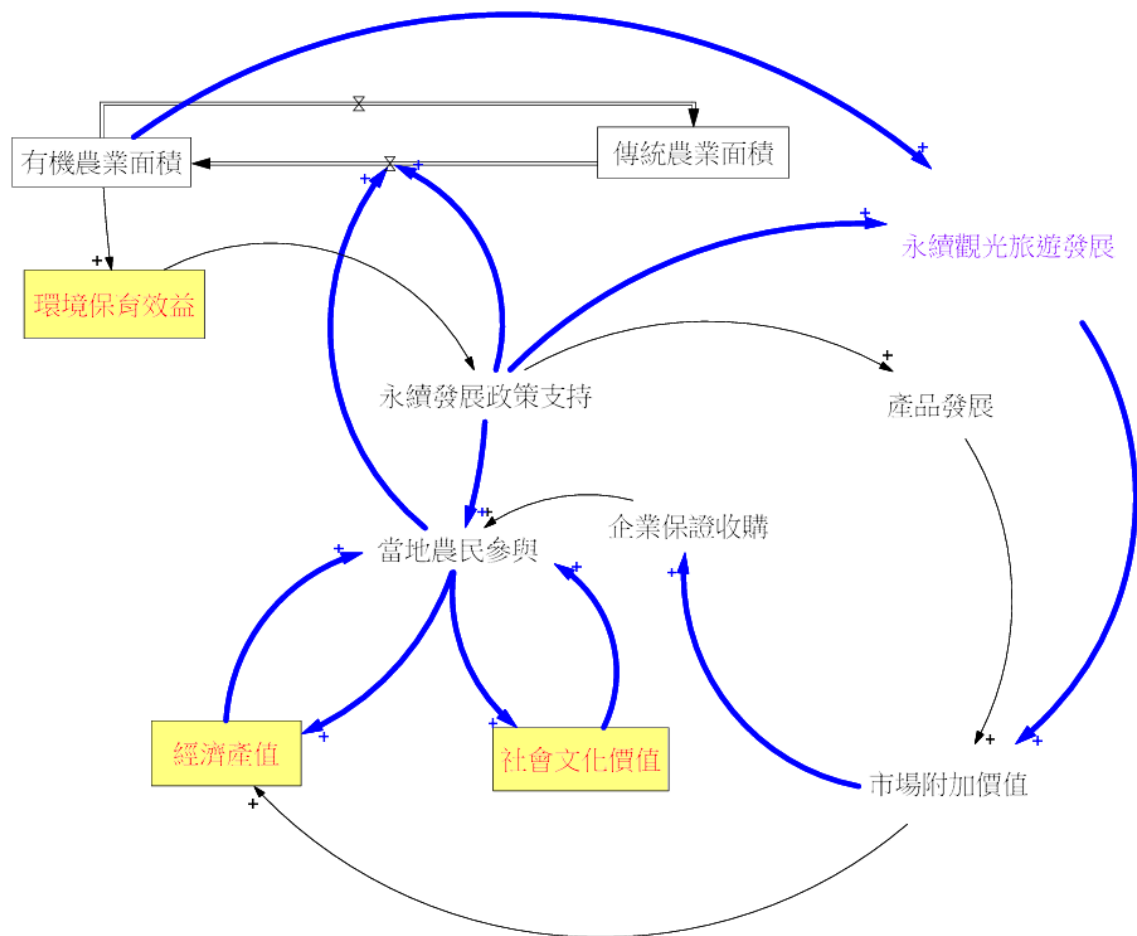 有機農業面積
傳統農業面積
永續觀光旅遊發展
環境保育效益
永續發展政策支持
產品發展
企業保證收購
當地農民參與
經濟產值
社會文化價值
市場附加價值